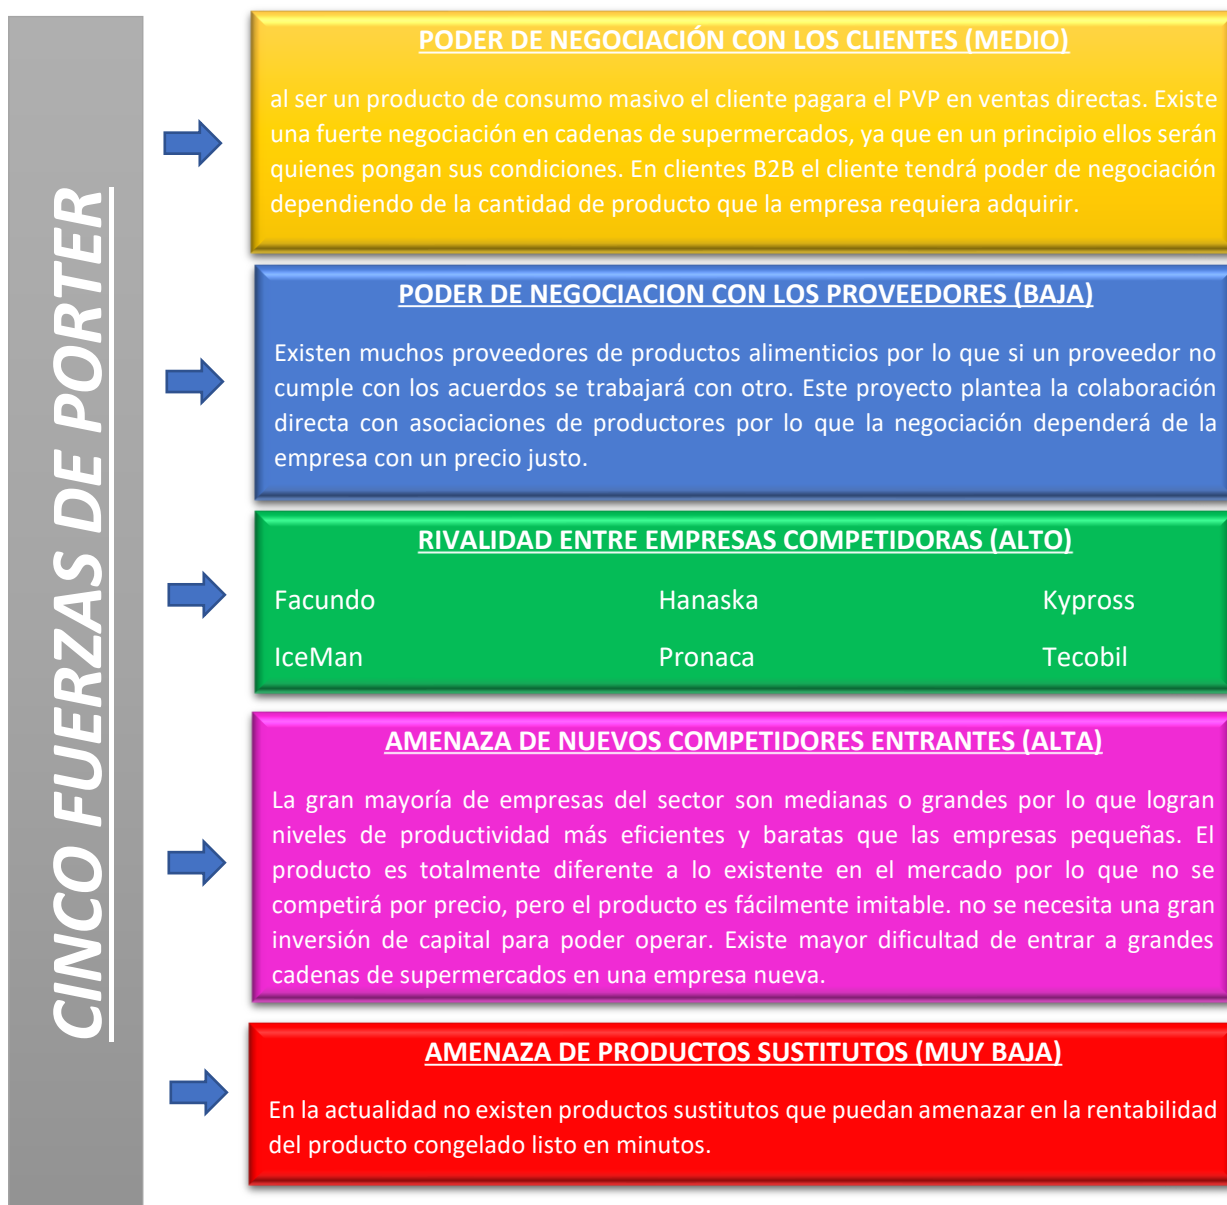 CINCO FUERZAS DE PORTER
PODER DE NEGOCIACIÓN CON LOS CLIENTES (MEDIO)
al ser un producto de consumo masivo el cliente pagara el PVP en ventas directas. Existe
una fuerte negociación en cadenas de supermercados, ya que en un principio ellos serán
quienes pongan sus condiciones. En clientes B2B el cliente tendrá poder de negociación
dependiendo de la cantidad de producto que la empresa requiera adquirir.
PODER DE NEGOCIACION CON LOS PROVEEDORES (BAJA)
Existen muchos proveedores de productos alimenticios por lo que si un proveedor no
cumple con los acuerdos se trabajará con otro. Este proyecto plantea la colaboración
directa con asociaciones de productores por lo que la negociación dependerá de la
empresa con un precio justo.
RIVALIDAD ENTRE EMPRESAS COMPETIDORAS (ALTO)
Facundo Hanaska Kypross
IceMan Pronaca Tecobil
AMENAZA DE NUEVOS COMPETIDORES ENTRANTES (ALTA)
La gran mayoría de empresas del sector son medianas o grandes por lo que logran
niveles de productividad más eficientes y baratas que las empresas pequeñas. El
producto es totalmente diferente a lo existente en el mercado por lo que no se
competirá por precio, pero el producto es fácilmente imitable. no se necesita una gran
inversión de capital para poder operar. Existe mayor dificultad de entrar a grandes
cadenas de supermercados en una empresa nueva.
AMENAZA DE PRODUCTOS SUSTITUTOS (MUY BAJA)
En la actualidad no existen productos sustitutos que puedan amenazar en la rentabilidad
del producto congelado listo en minutos.